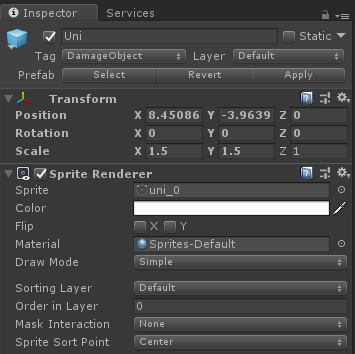 Inspector Services
Uni Static
Tag DamageObject Layer Default
Prefab Select Revert Apply
Transform
Position X 8.45086 Y -3.9639 Z 0
Rotation X 0 Y 0 Z 0
Scale X 1.5 Y 1.5 Z 1
Sprite Renderer
Sprite uni_0
Color
Flip X Y
Material Sprites-Default
Draw Mode Simple
Sorting Layer Default
Order in Layer 0
Mask Interaction None
Sprite Sort Point Center